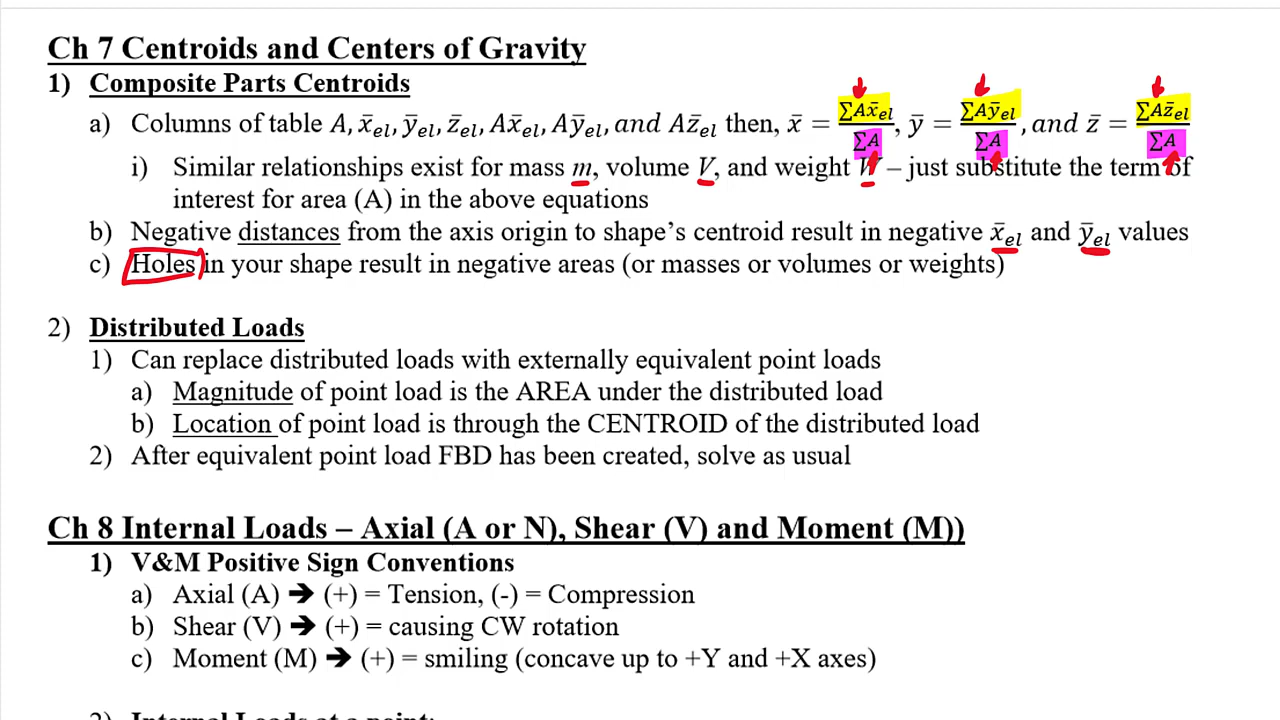 Ch 7 Centroids and Centers of Gravity
1) Composite Parts Centroids
a) Columns of table A, x̄el, ȳel, z̄el, Ax̄el, Aȳel, and Az̄el then, x̄ = ∑Ax̄el/∑A, ȳ = ∑Aȳel/∑A, and z̄ = ∑Az̄el/∑A
i) Similar relationships exist for mass m, volume V, and weight W – just substitute the term of
interest for area (A) in the above equations
b) Negative distances from the axis origin to shape's centroid result in negative x̄el and ȳel values
c) Holes in your shape result in negative areas (or masses or volumes or weights)
2) Distributed Loads
1) Can replace distributed loads with externally equivalent point loads
a) Magnitude of point load is the AREA under the distributed load
b) Location of point load is through the CENTROID of the distributed load
2) After equivalent point load FBD has been created, solve as usual
Ch 8 Internal Loads – Axial (A or N), Shear (V) and Moment (M))
1) V&M Positive Sign Conventions
a) Axial (A) ➔ (+) = Tension, (-) = Compression
b) Shear (V) ➔ (+) = causing CW rotation
c) Moment (M) ➔ (+) = smiling (concave up to +Y and +X axes)
2) Internal Loads at a point: